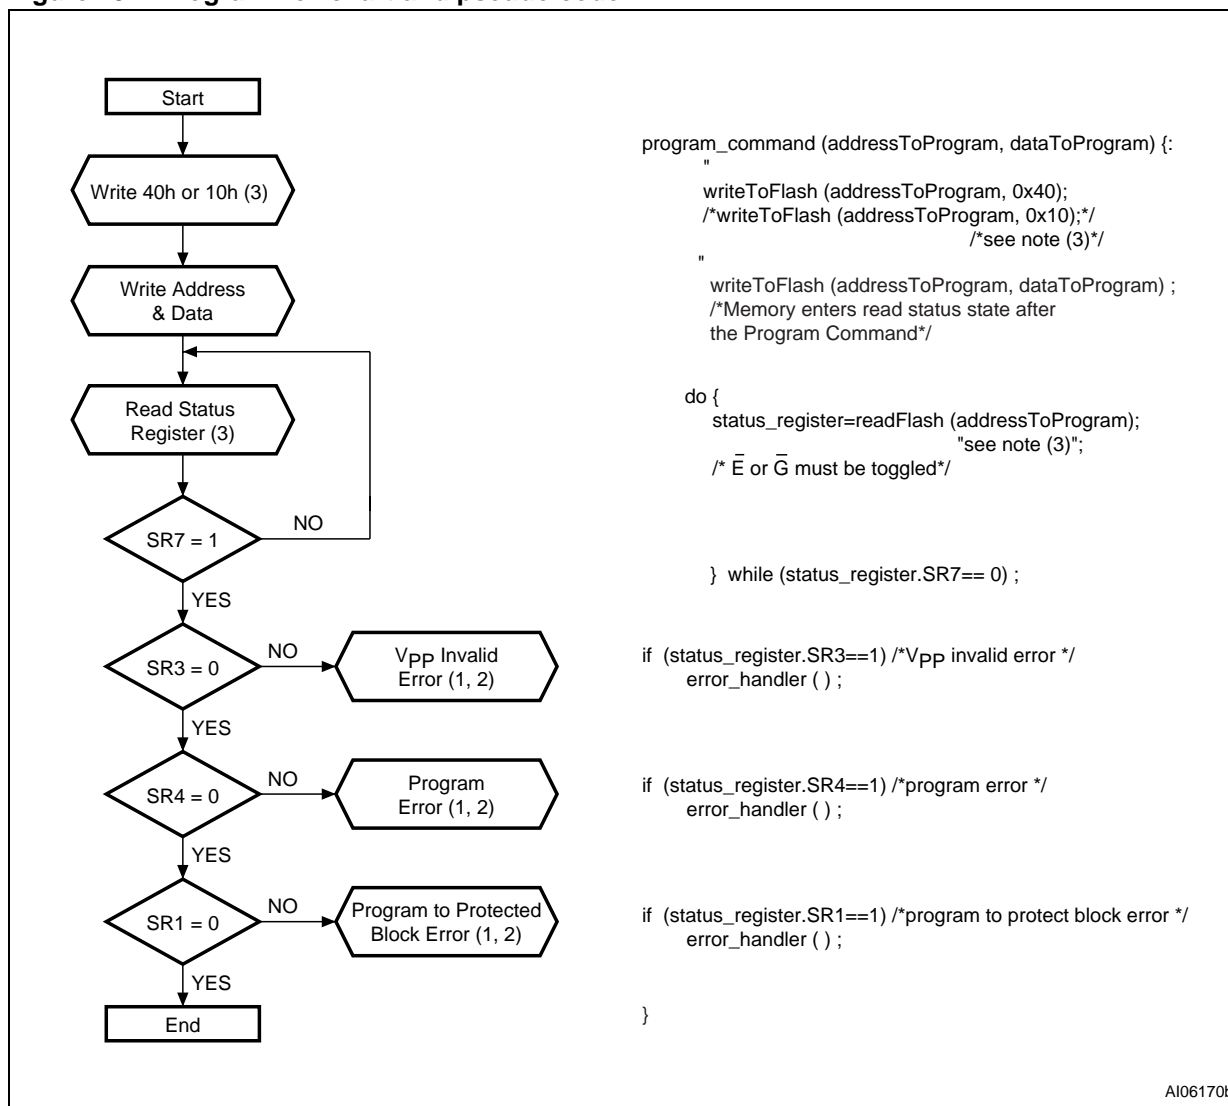 Start
Write 40h or 10h (3)
Write Address
& Data
Read Status
Register (3)
SR7 = 1
NO
YES
SR3 = 0
NO
VPP Invalid
Error (1, 2)
YES
SR4 = 0
NO
Program
Error (1, 2)
YES
SR1 = 0
NO
Program to Protected
Block Error (1, 2)
YES
End
program_command (addressToProgram, dataToProgram) {:
"
writeToFlash (addressToProgram, 0x40);
/*writeToFlash (addressToProgram, 0x10);*/
/*see note (3)*/
"
writeToFlash (addressToProgram, dataToProgram) ;
/*Memory enters read status state after
the Program Command*/
do {
status_register=readFlash (addressToProgram);
"see note (3)";
/* E̅ or G̅ must be toggled*/
} while (status_register.SR7== 0) ;
if (status_register.SR3==1) /*VPP invalid error */
error_handler ( ) ;
if (status_register.SR4==1) /*program error */
error_handler ( ) ;
if (status_register.SR1==1) /*program to protect block error */
error_handler ( ) ;
}
AI06170b